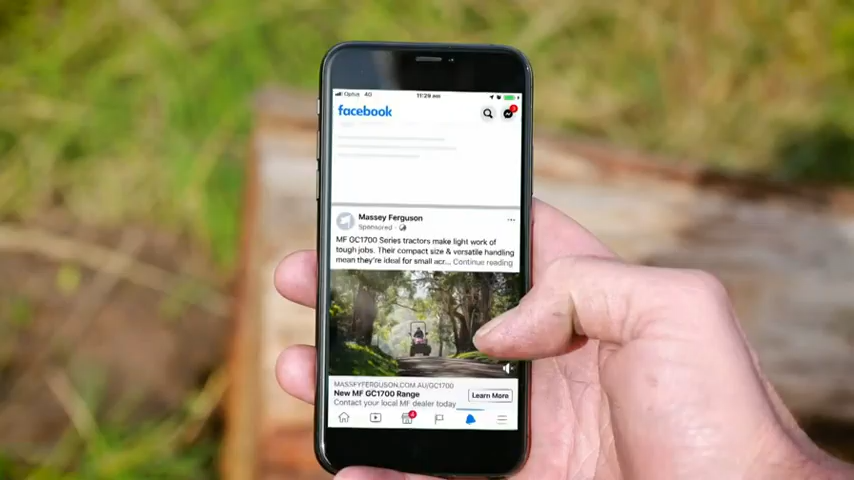 Optus 4G 11:29 am
facebook
Massey Ferguson
Sponsored ·
MF GC1700 Series tractors make light work of
tough jobs. Their compact size & versatile handling
mean they're ideal for small acr... Continue reading
MASSEYFERGUSON.COM.AU/GC1700
New MF GC1700 Range
Learn More
Contact your local MF dealer today